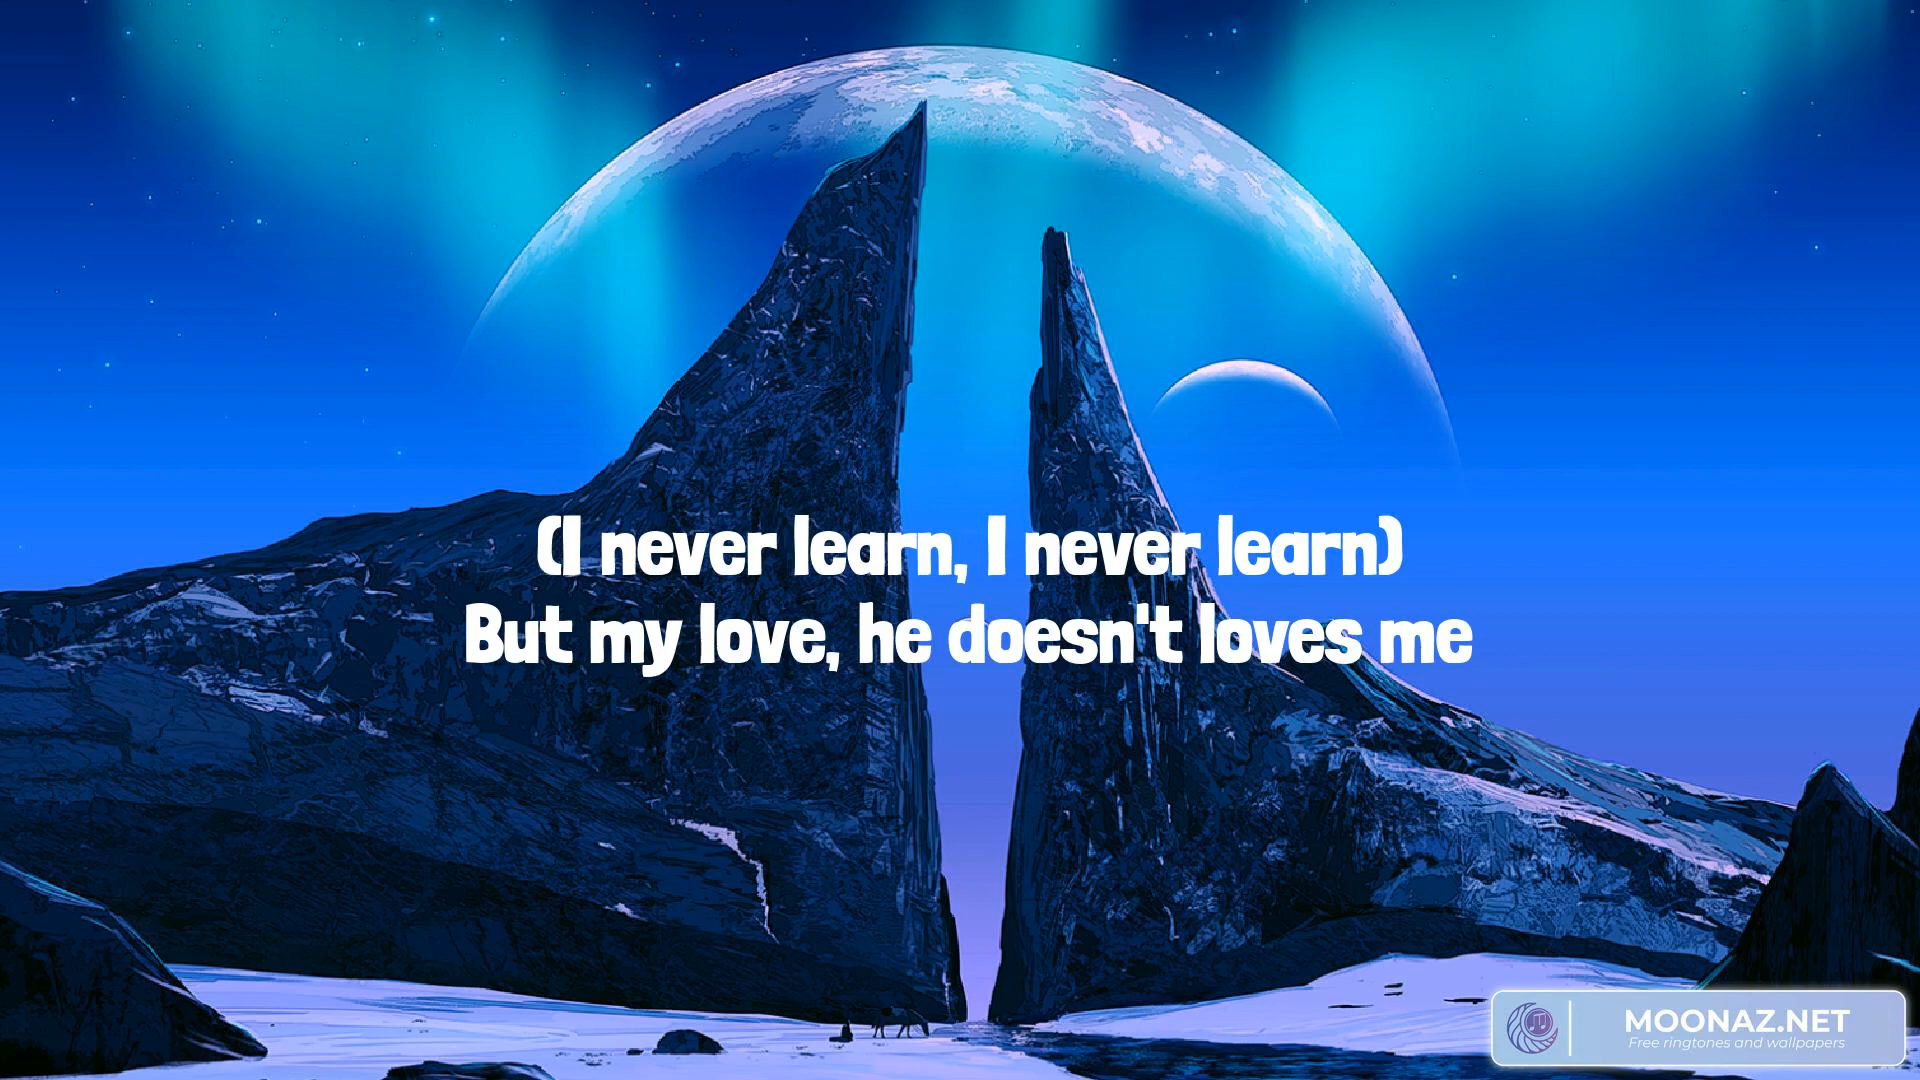 (I never learn, I never learn)
But my love, he doesn't loves me
MOONAZ.NET
Free ringtones and wallpapers